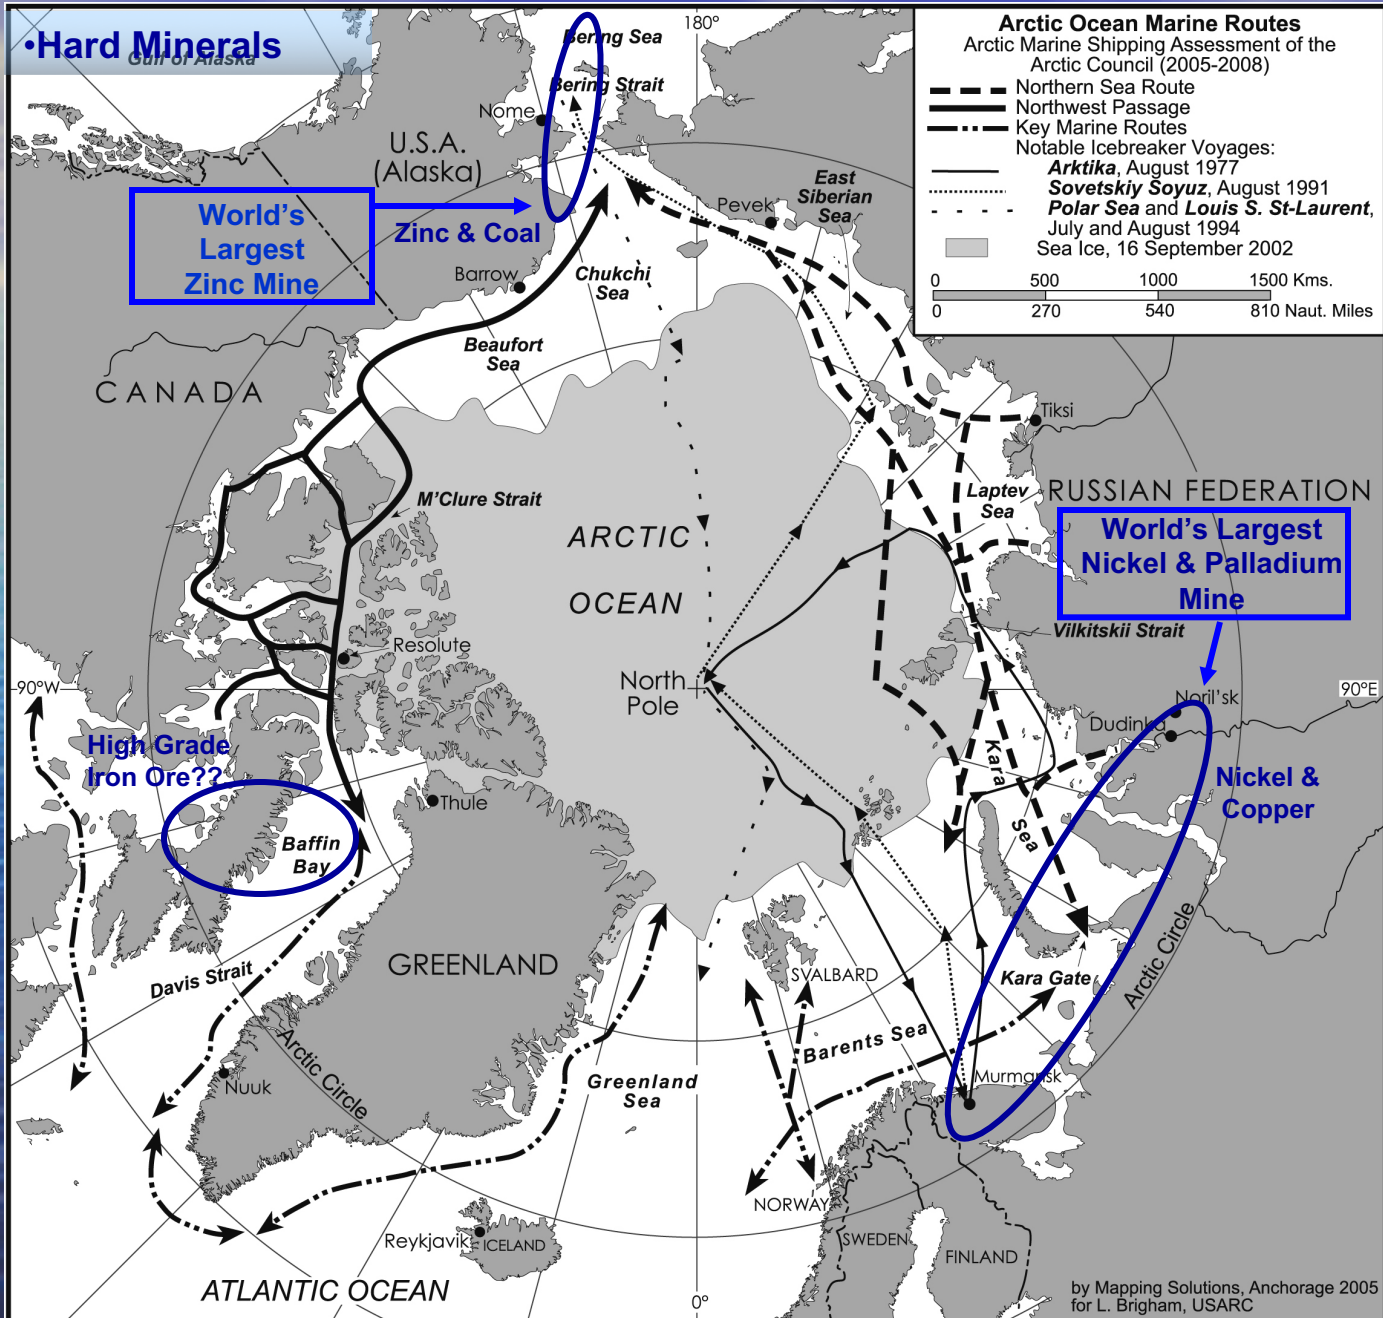 •Hard Minerals
Gulf of Alaska
180°
Bering Sea
Bering Strait
Nome
U.S.A.
(Alaska)
Arctic Ocean Marine Routes
Arctic Marine Shipping Assessment of the
Arctic Council (2005-2008)
Northern Sea Route
Northwest Passage
Key Marine Routes
Notable Icebreaker Voyages:
Arktika, August 1977
Sovetskiy Soyuz, August 1991
Polar Sea and Louis S. St-Laurent,
July and August 1994
Sea Ice, 16 September 2002
0 500 1000 1500 Kms.
0 270 540 810 Naut. Miles
World's
Largest
Zinc Mine
Zinc & Coal
East
Siberian
Sea
Pevek
Barrow
Chukchi
Sea
Beaufort
Sea
CANADA
Tiksi
M'Clure Strait
Laptev
Sea
RUSSIAN FEDERATION
World's Largest
Nickel & Palladium
Mine
ARCTIC
OCEAN
Vilkitskii Strait
Resolute
North
Pole
90°W
90°E
Noril'sk
Dudinka
High Grade
Iron Ore??
Kara
Sea
Nickel &
Copper
Thule
Baffin
Bay
Arctic Circle
Davis Strait
GREENLAND
SVALBARD
Kara Gate
Barents Sea
Nuuk
Arctic Circle
Greenland
Sea
Murmansk
NORWAY
Reykjavik
ICELAND
SWEDEN
FINLAND
ATLANTIC OCEAN
0°
by Mapping Solutions, Anchorage 2005
for L. Brigham, USARC